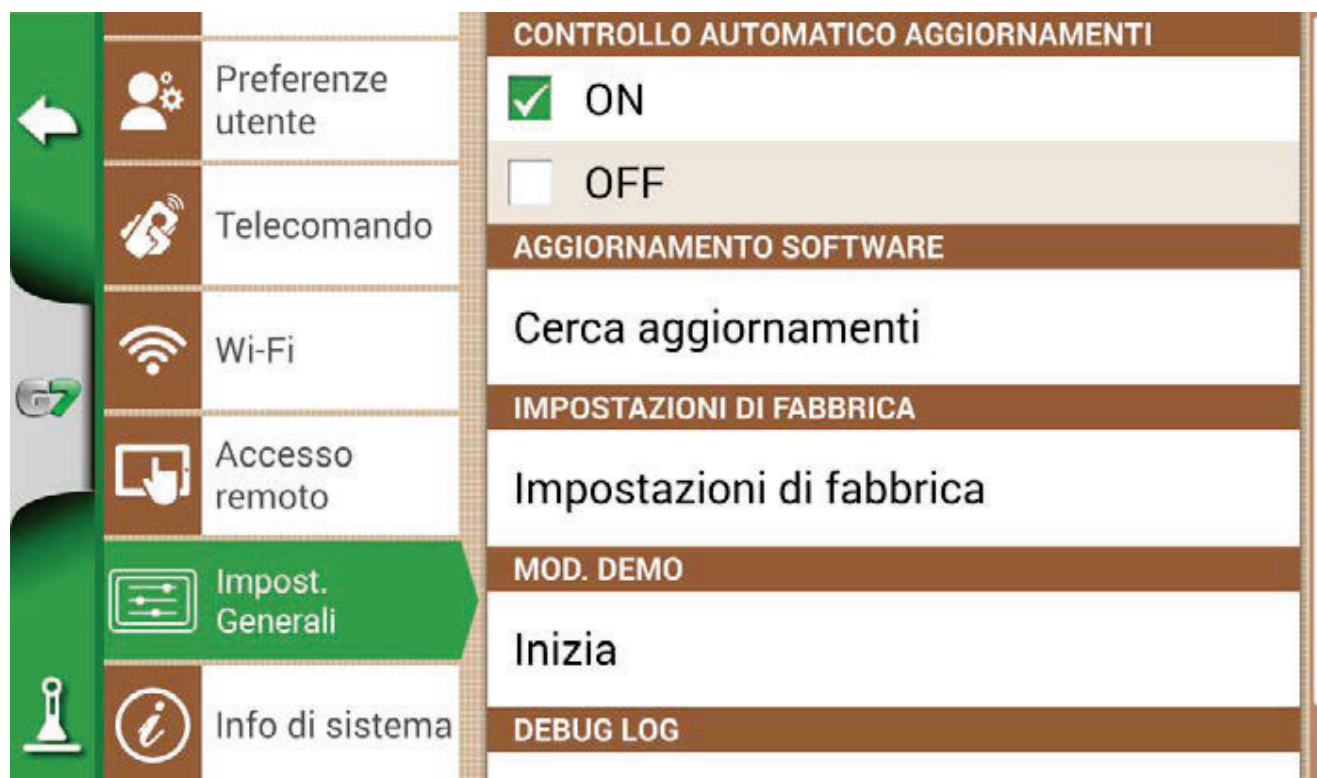 G7
Preferenze
utente
Telecomando
Wi-Fi
Accesso
remoto
Impost.
Generali
Info di sistema
CONTROLLO AUTOMATICO AGGIORNAMENTI
ON
OFF
AGGIORNAMENTO SOFTWARE
Cerca aggiornamenti
IMPOSTAZIONI DI FABBRICA
Impostazioni di fabbrica
MOD. DEMO
Inizia
DEBUG LOG